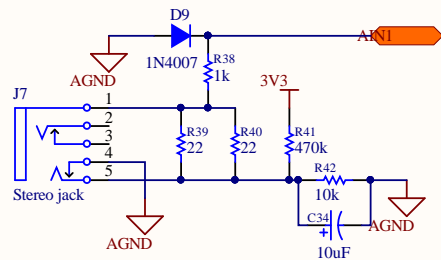 D9
1N4007
AIN1
AGND
R38
1k
3V3
J7
1
2
3
4
5
R39
22
R40
22
R41
470k
R42
10k
Stereo jack
AGND
C34
+
10uF
AGND